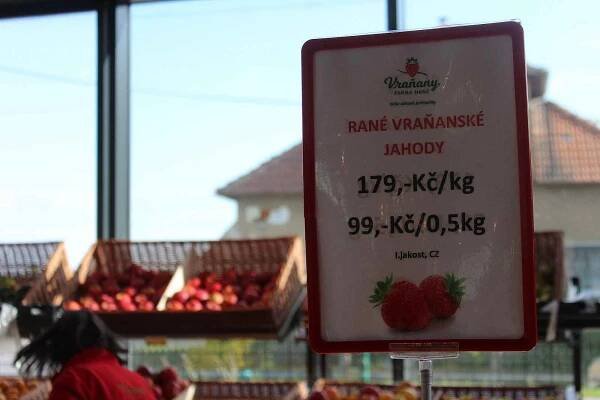 Vraňany
RANÉ VRAŇANSKÉ
JAHODY
179,-Kč/kg
99,-Kč/0,5kg
I.jakost, CZ